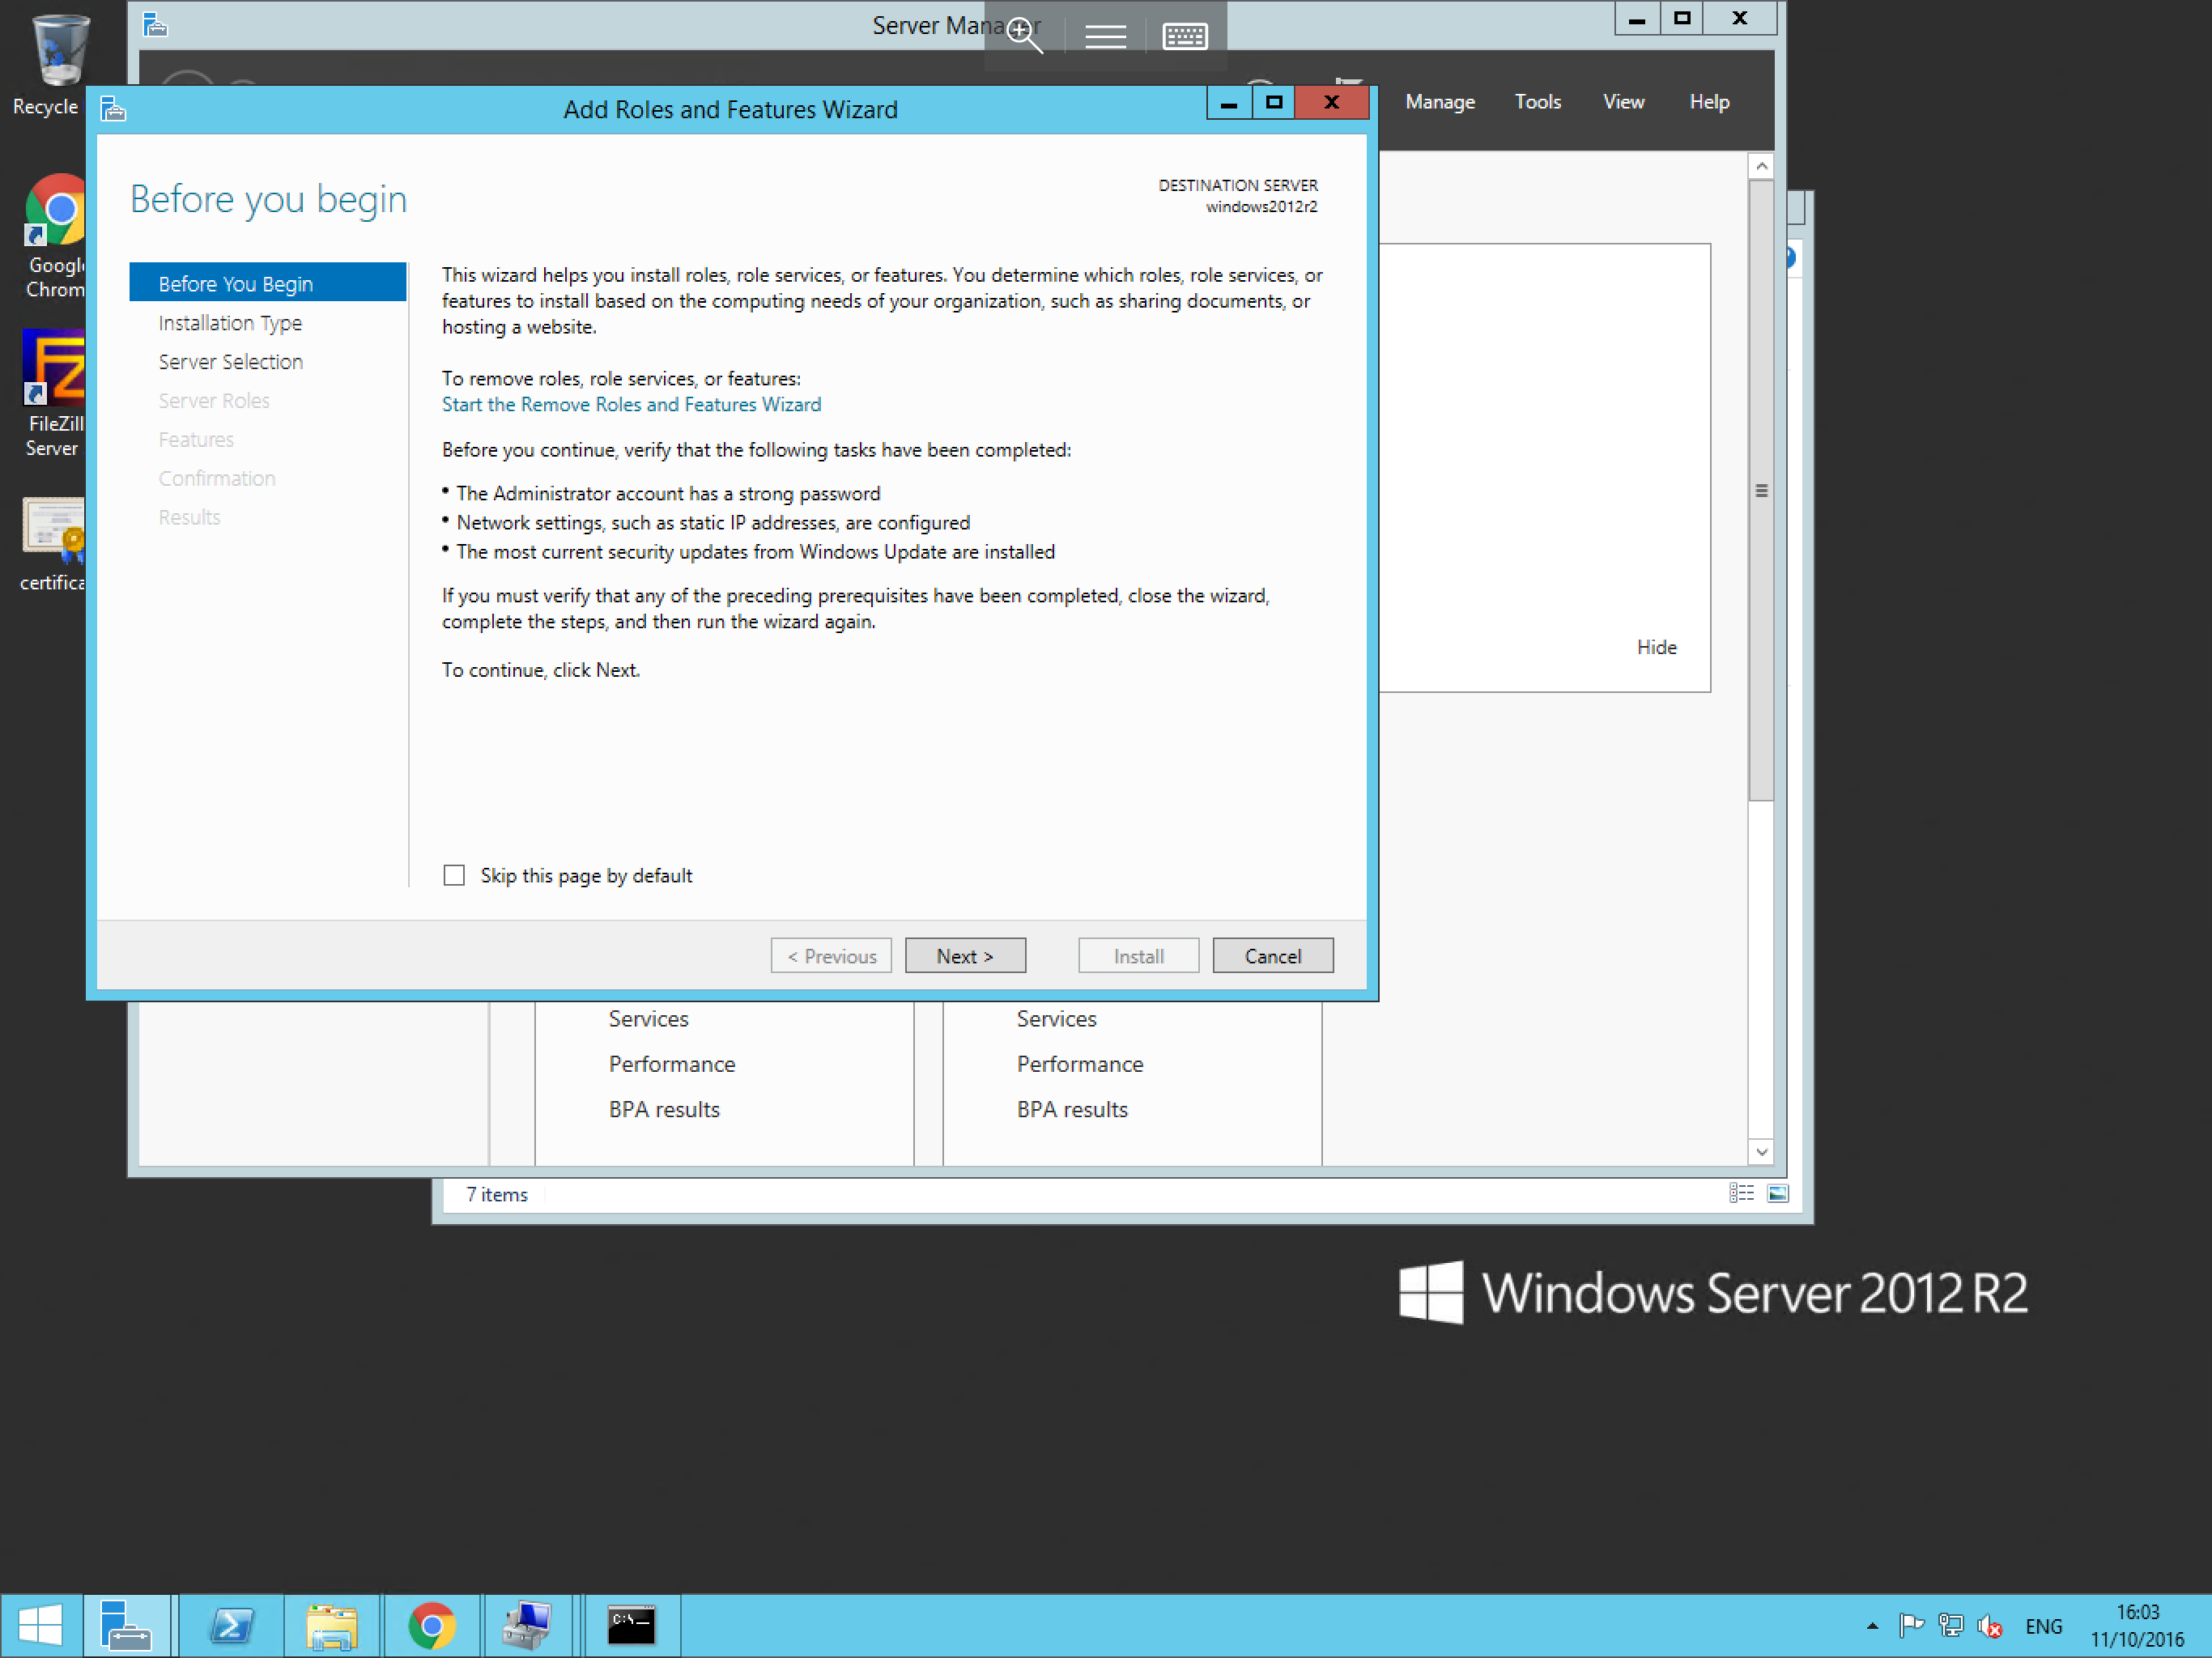 Server Manager
Manage Tools View Help
Recycle
Google
Chrom
FileZill
Server
certifica
Add Roles and Features Wizard
Before you begin
DESTINATION SERVER
windows2012r2
Before You Begin
Installation Type
Server Selection
Server Roles
Features
Confirmation
Results
This wizard helps you install roles, role services, or features. You determine which roles, role services, or
features to install based on the computing needs of your organization, such as sharing documents, or
hosting a website.
To remove roles, role services, or features:
Start the Remove Roles and Features Wizard
Before you continue, verify that the following tasks have been completed:
• The Administrator account has a strong password
• Network settings, such as static IP addresses, are configured
• The most current security updates from Windows Update are installed
If you must verify that any of the preceding prerequisites have been completed, close the wizard,
complete the steps, and then run the wizard again.
To continue, click Next.
Skip this page by default
< Previous Next > Install Cancel
Hide
Services Services
Performance Performance
BPA results BPA results
7 items
Windows Server 2012 R2
C:\_
ENG
16:03
11/10/2016